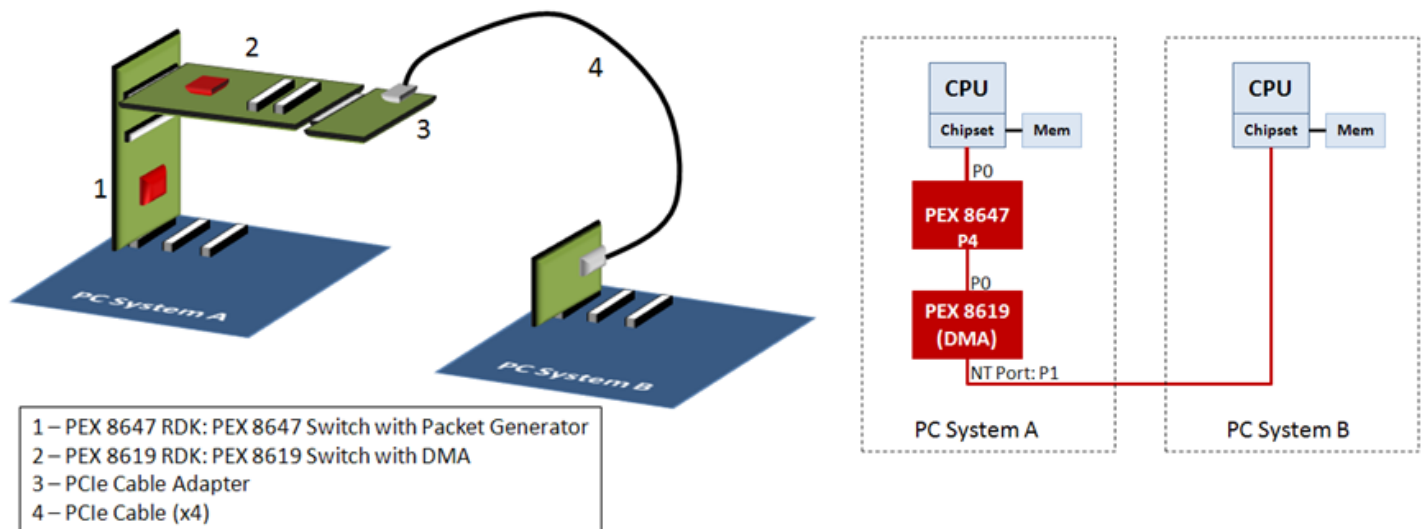 2
4
3
1
PC System A
PC System B
1 – PEX 8647 RDK: PEX 8647 Switch with Packet Generator
2 – PEX 8619 RDK: PEX 8619 Switch with DMA
3 – PCIe Cable Adapter
4 – PCIe Cable (x4)
CPU
Chipset
Mem
P0
PEX 8647
P4
P0
PEX 8619
(DMA)
NT Port: P1
PC System A
CPU
Chipset
Mem
PC System B